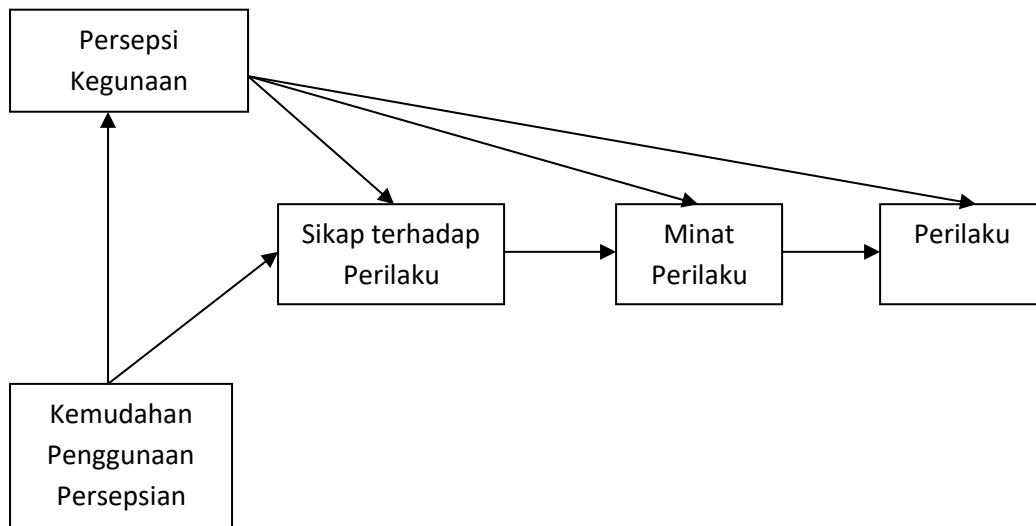 Persepsi
Kegunaan
Sikap terhadap
Perilaku
Minat
Perilaku
Perilaku
Kemudahan
Penggunaan
Persepsian